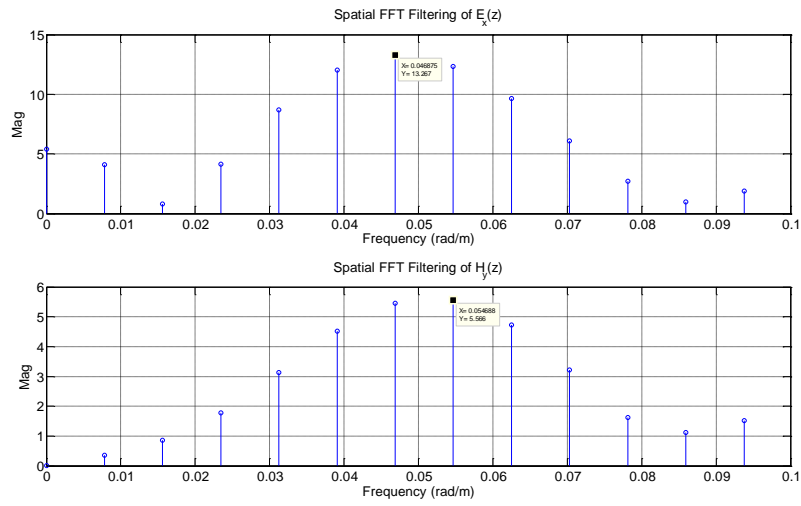 Spatial FFT Filtering of E_x(z)
15
10
5
0
Mag
X= 0.046875
Y= 13.267
0 0.01 0.02 0.03 0.04 0.05 0.06 0.07 0.08 0.09 0.1
Frequency (rad/m)
Spatial FFT Filtering of H_y(z)
6
5
4
3
2
1
0
Mag
X= 0.054688
Y= 5.566
0 0.01 0.02 0.03 0.04 0.05 0.06 0.07 0.08 0.09 0.1
Frequency (rad/m)